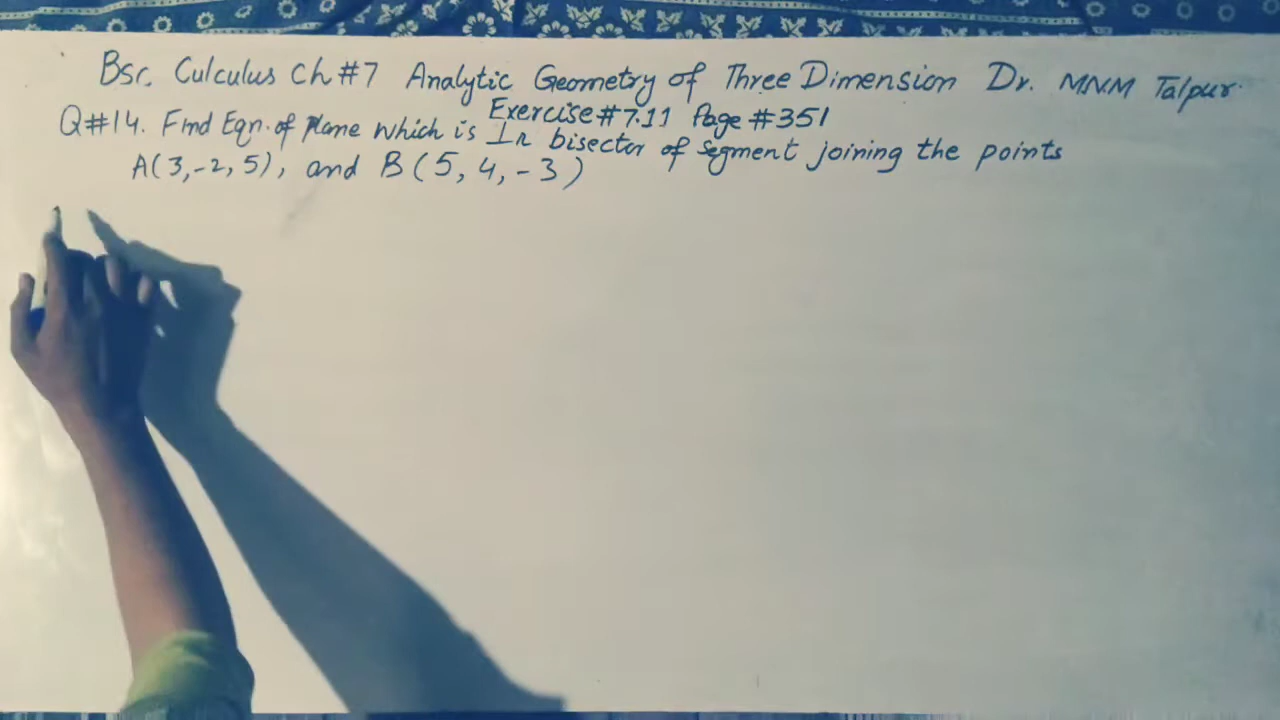 Bsc. Culculus Ch#7 Analytic Geometry of Three Dimension Dr. MNM Talpur.
Exercise#7.11 Page #351
Q#14. Find Eqn. of Plane which is ⊥r bisector of segment joining the points
A(3,-2,5), and B(5,4,-3)